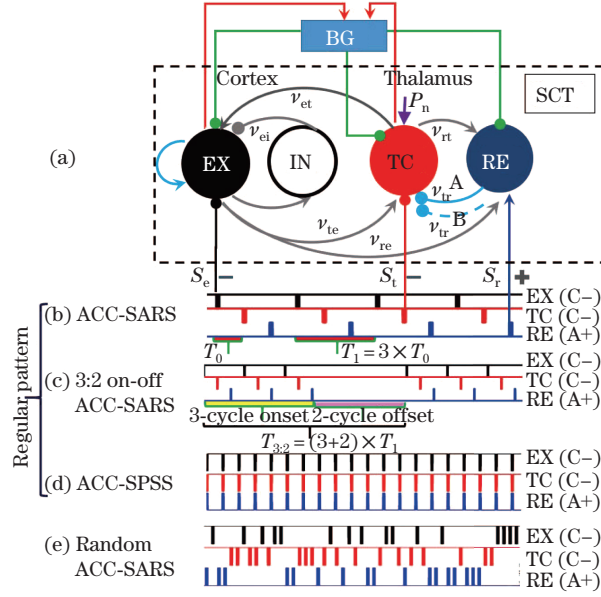 BG
Cortex
Thalamus
SCT
ν_et
P_n
ν_ei
ν_rt
(a)
EX
IN
TC
RE
ν_tr A
ν_te
ν_re
ν_tr B
S_e −
S_t −
S_r +
(b) ACC-SARS
EX (C−)
TC (C−)
RE (A+)
T_0
T_1 = 3 × T_0
Regular pattern
(c) 3:2 on-off
ACC-SARS
EX (C−)
TC (C−)
RE (A+)
3-cycle onset
2-cycle offset
T_3:2 = (3+2) × T_1
(d) ACC-SPSS
EX (C−)
TC (C−)
RE (A+)
(e) Random
ACC-SARS
EX (C−)
TC (C−)
RE (A+)